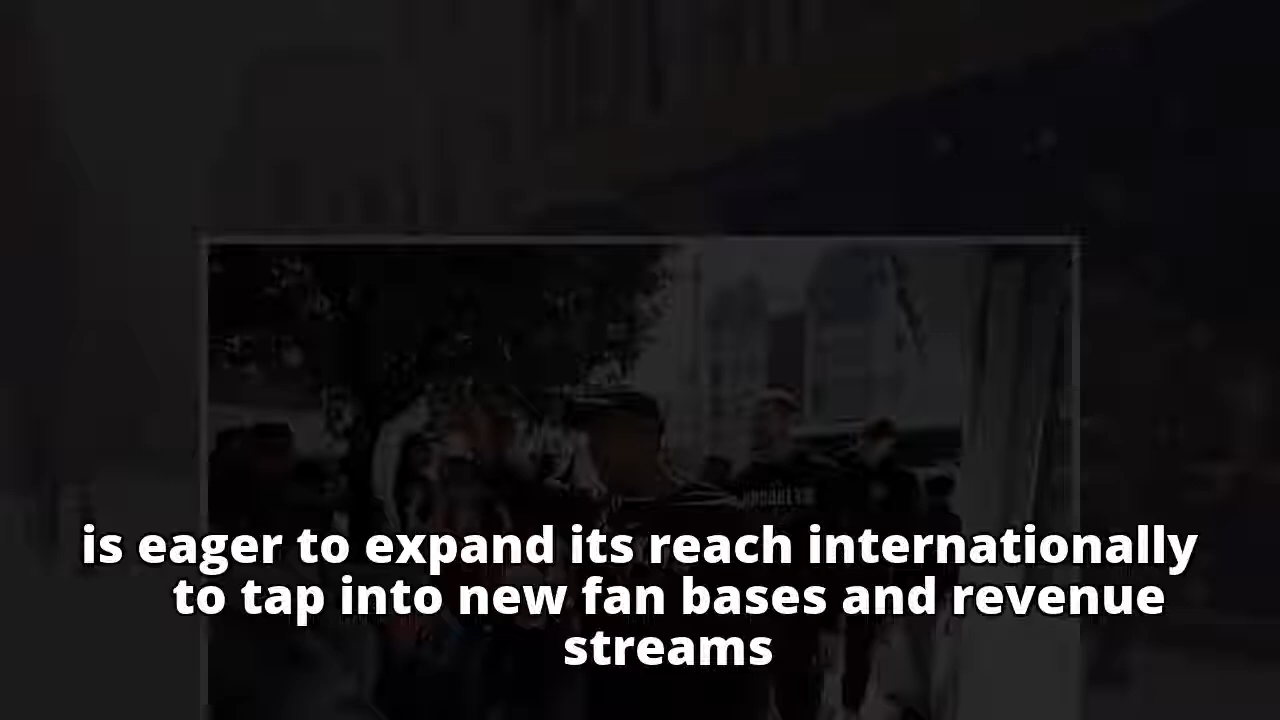 is eager to expand its reach internationally
to tap into new fan bases and revenue
streams